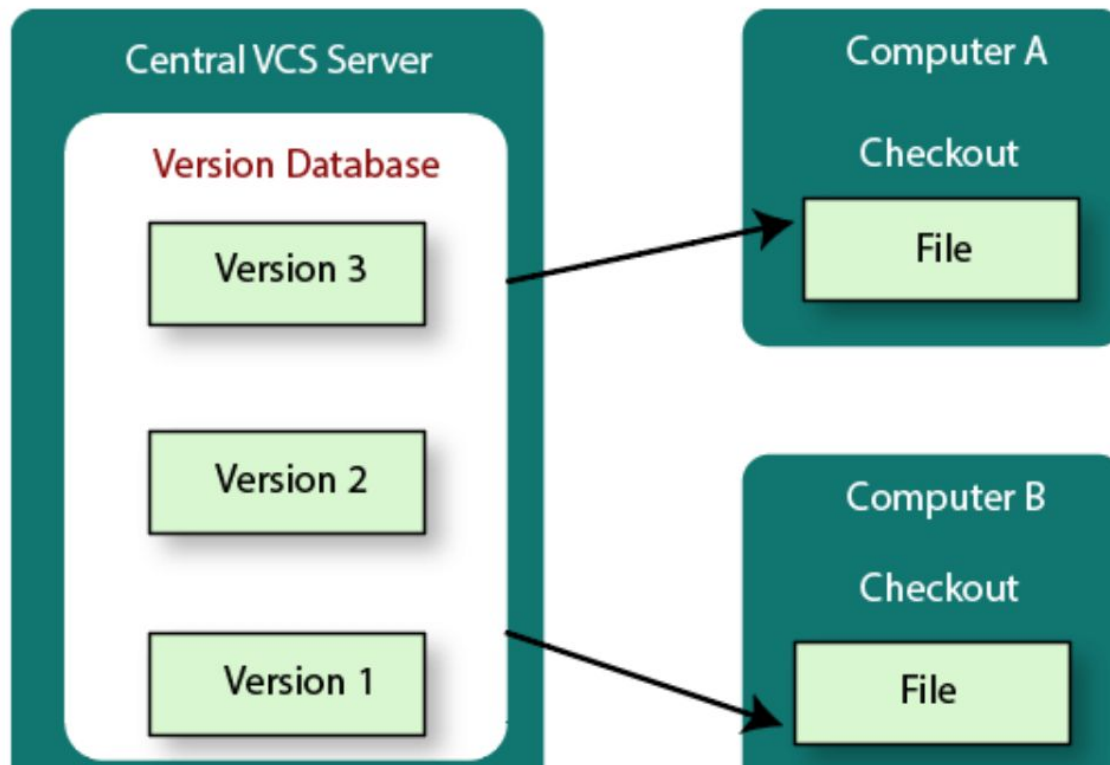 Central VCS Server
Version Database
Version 3
Version 2
Version 1
Computer A
Checkout
File
Computer B
Checkout
File